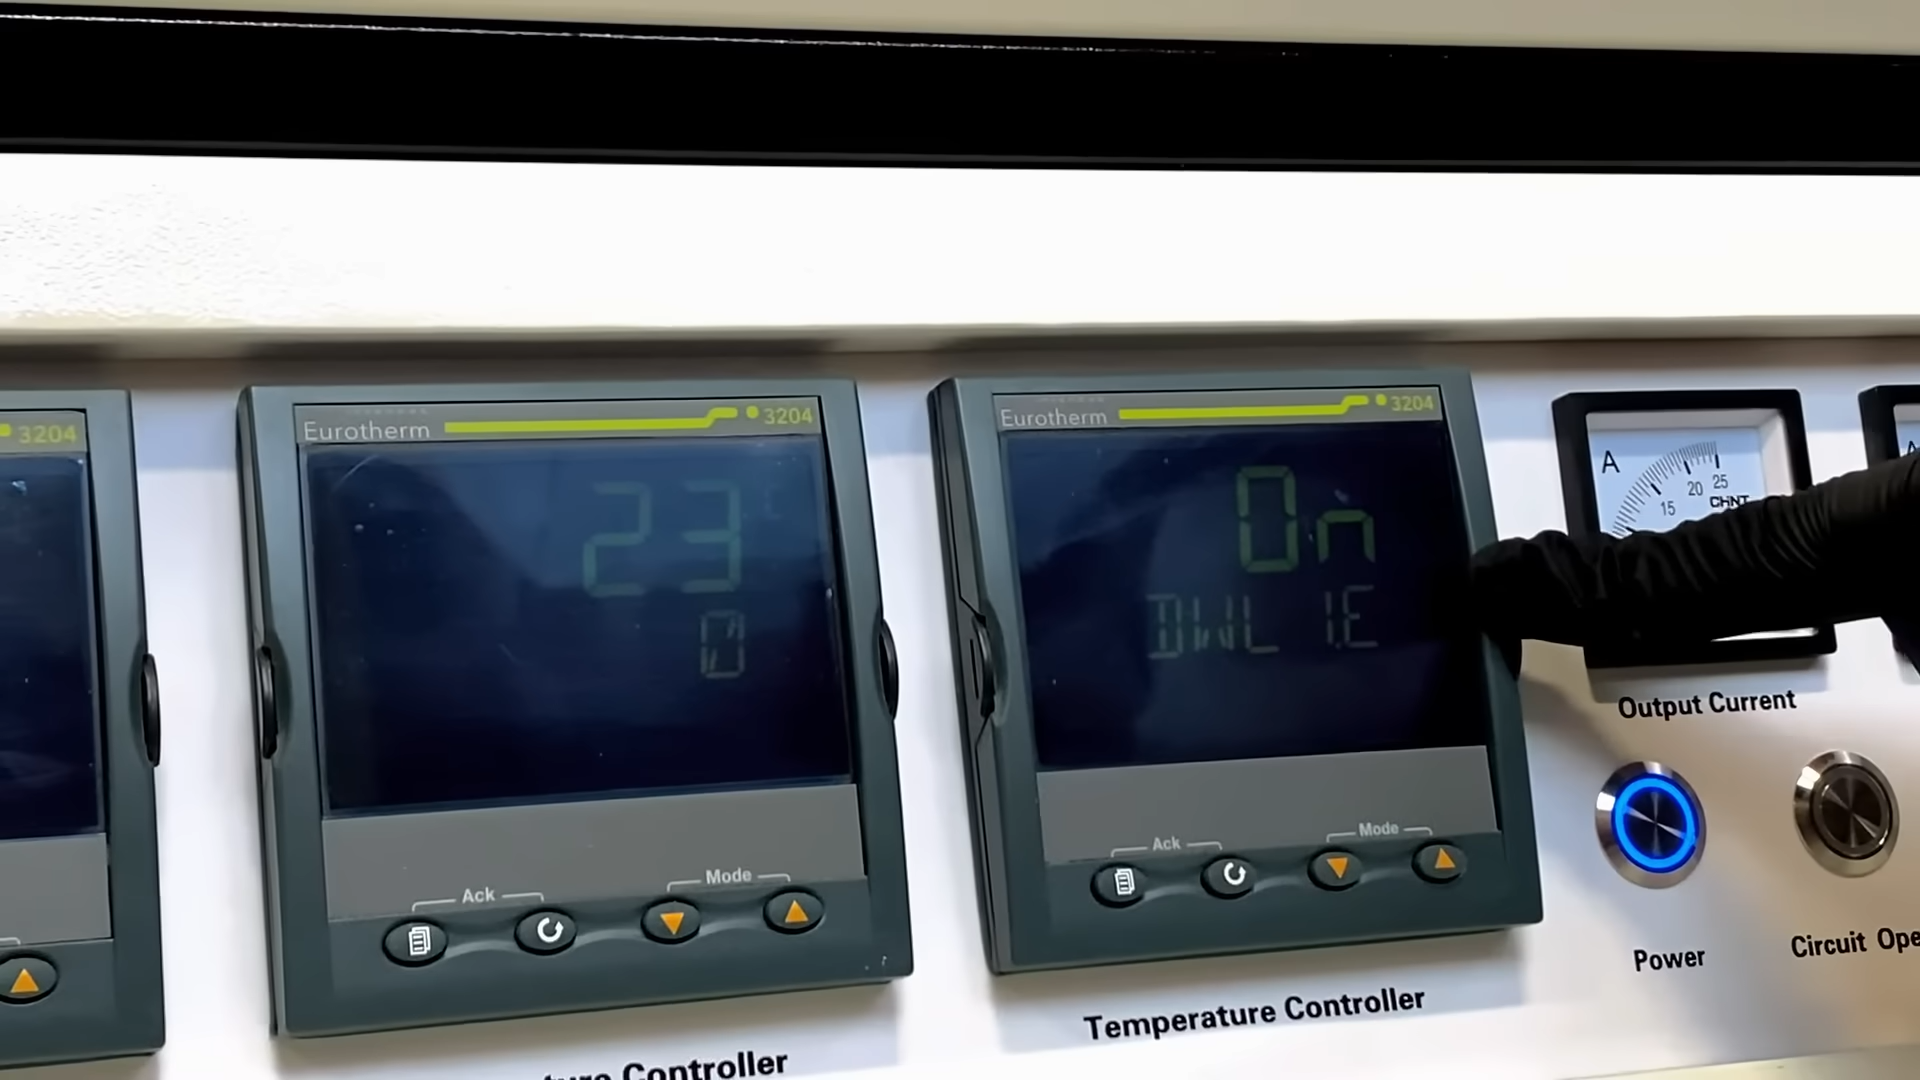 3204
Eurotherm 3204
23
0
Ack
Mode
Eurotherm 3204
On
DWL 1.E
Ack
Mode
Temperature Controller
Controller
A
15 20 25
CHNT
Output Current
Power
Circuit Ope